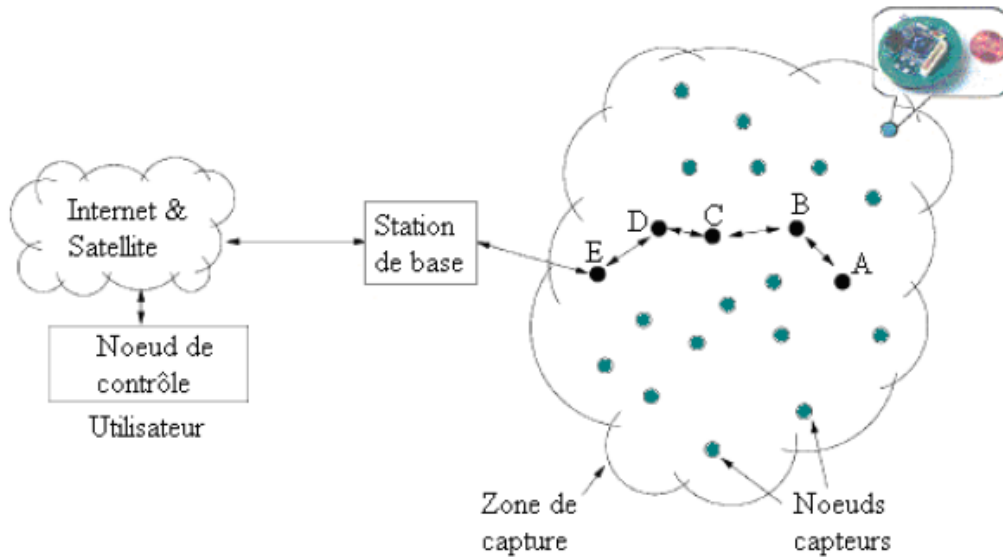 Internet &
Satellite
Noeud de
contrôle
Utilisateur
Station
de base
E
D
C
B
A
Zone de
capture
Noeuds
capteurs